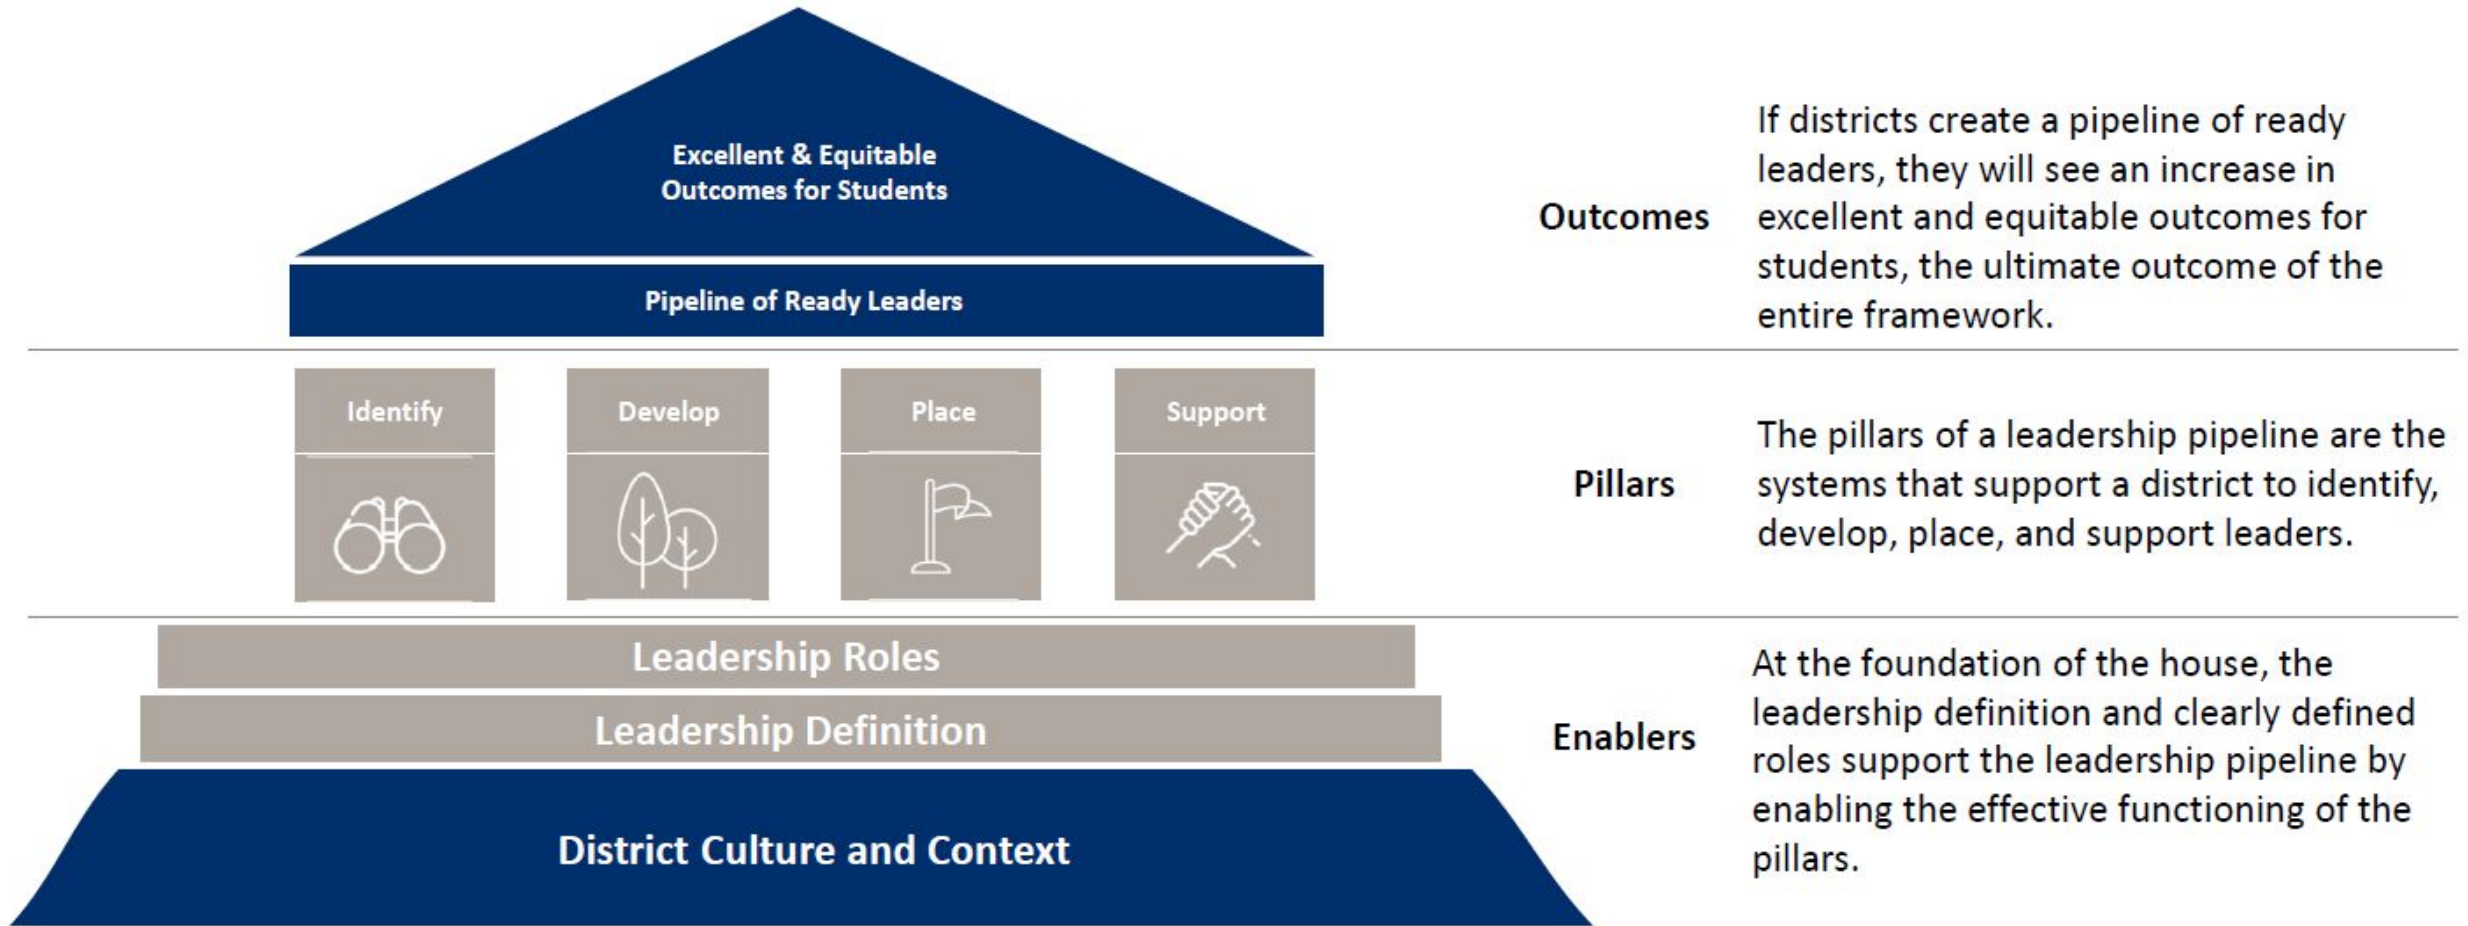 Excellent & Equitable
Outcomes for Students
Pipeline of Ready Leaders
Outcomes
If districts create a pipeline of ready
leaders, they will see an increase in
excellent and equitable outcomes for
students, the ultimate outcome of the
entire framework.
Identify
Develop
Place
Support
Pillars
The pillars of a leadership pipeline are the
systems that support a district to identify,
develop, place, and support leaders.
Leadership Roles
Leadership Definition
District Culture and Context
Enablers
At the foundation of the house, the
leadership definition and clearly defined
roles support the leadership pipeline by
enabling the effective functioning of the
pillars.